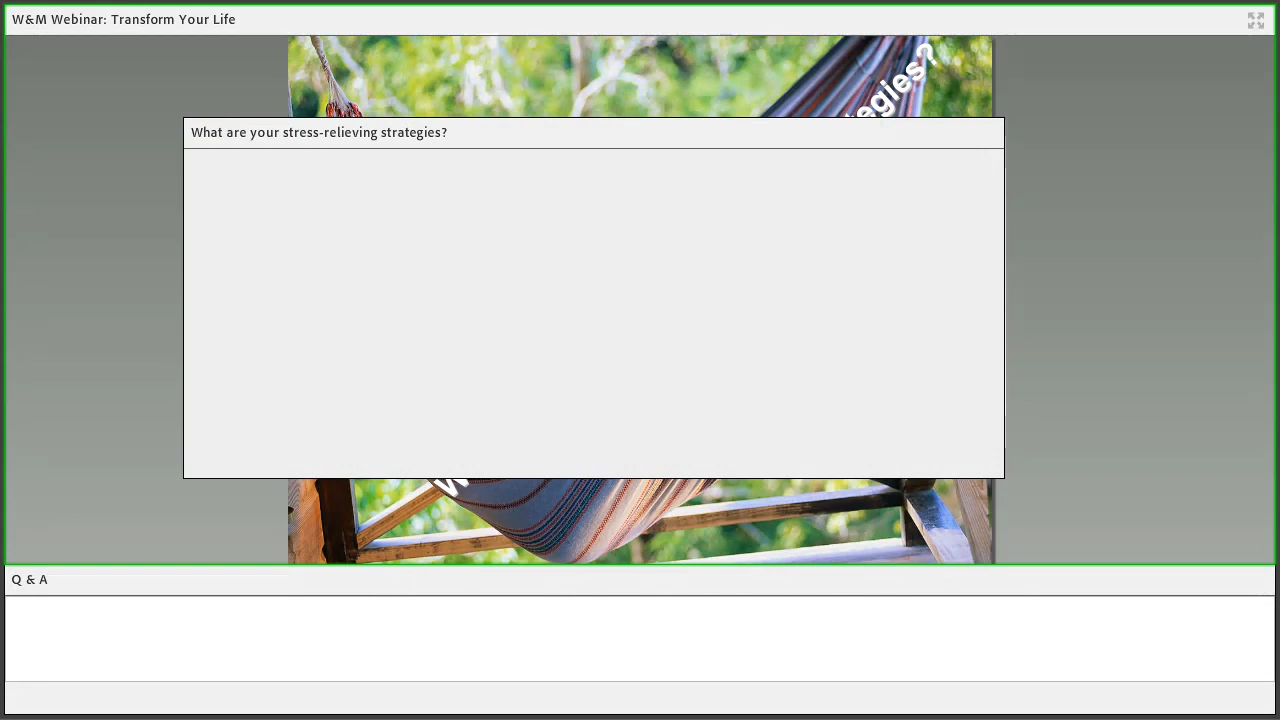 W&M Webinar: Transform Your Life
What are your stress-relieving strategies?
Q & A